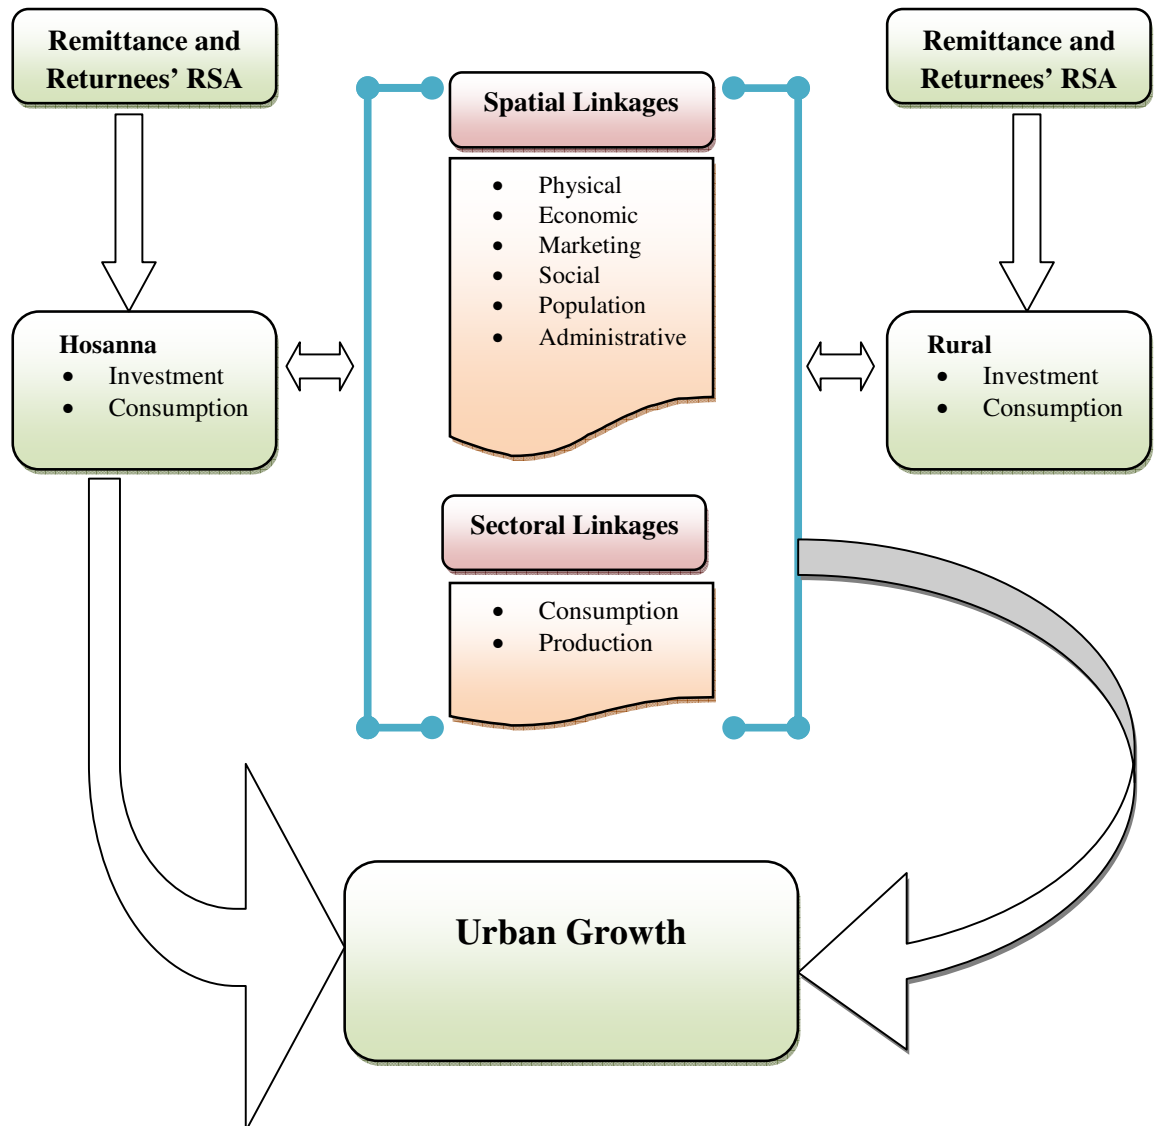 Remittance and
Returnees’ RSA
Remittance and
Returnees’ RSA
Spatial Linkages
• Physical
• Economic
• Marketing
• Social
• Population
• Administrative
Hosanna
• Investment
• Consumption
Rural
• Investment
• Consumption
Sectoral Linkages
• Consumption
• Production
Urban Growth